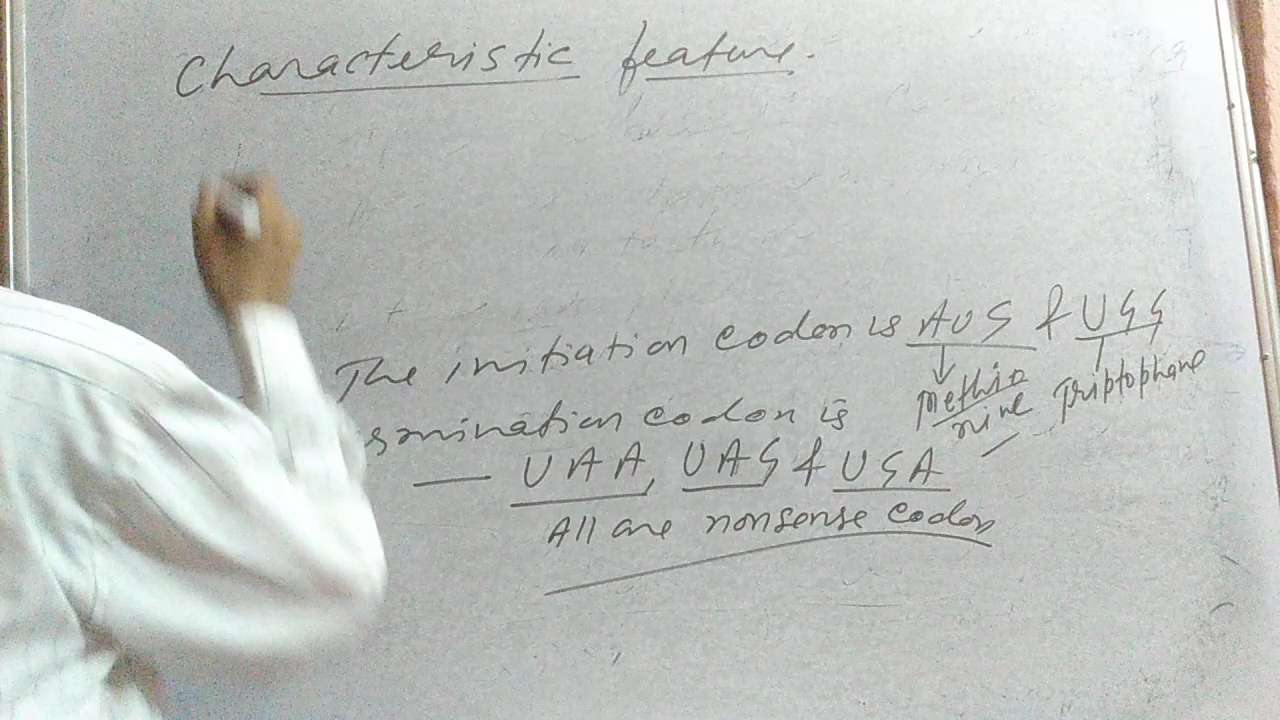 Characteristic feature.
The initiation codon is AUG & UGG
Methio
nine Triptophane
rmination codon is
— UAA, UAG & UGA
All are nonsense codon